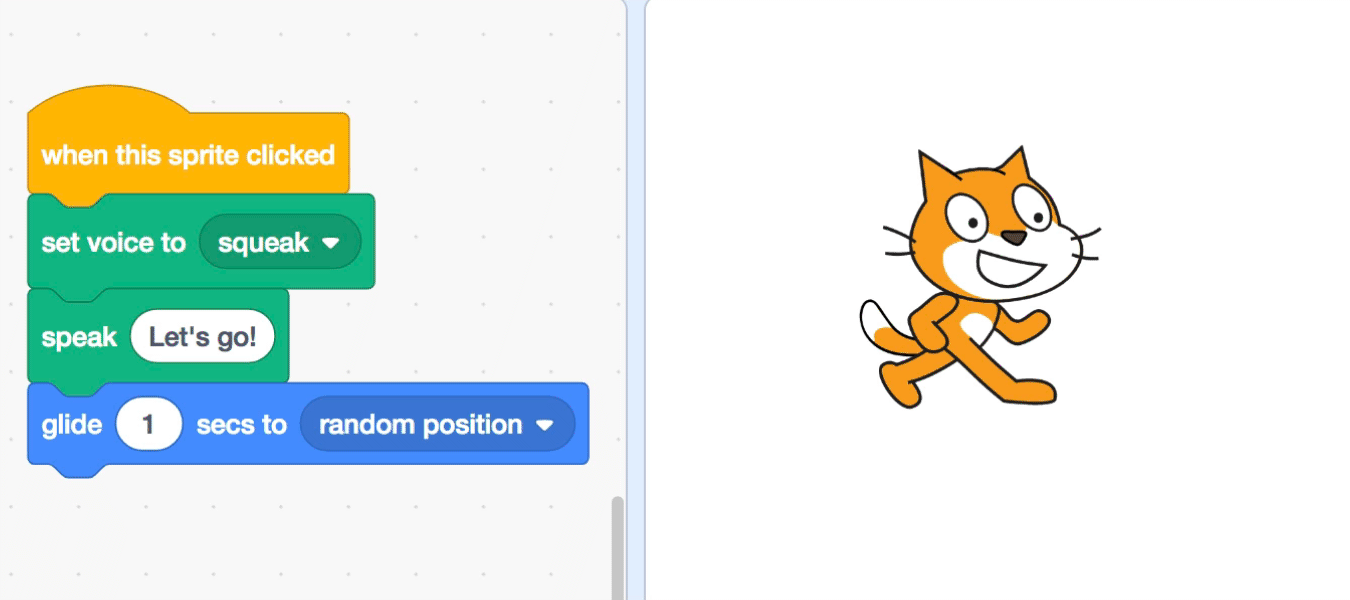 when this sprite clicked
set voice to squeak
speak Let's go!
glide 1 secs to random position